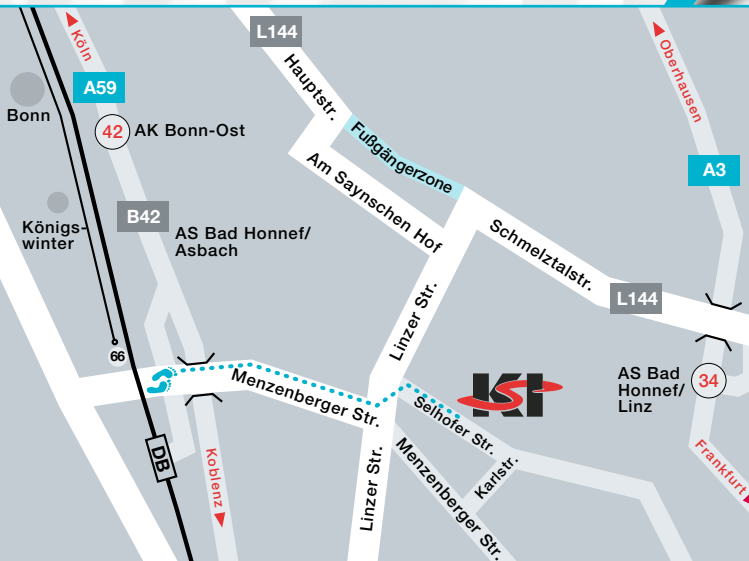 L144
Köln
Oberhausen
Hauptstr.
A59
Bonn
42
AK Bonn-Ost
Fußgängerzone
A3
Am Saynschen Hof
B42
Königs-
winter
AS Bad Honnef/
Asbach
Schmelztalstr.
L144
Linzer Str.
66
Menzenberger Str.
KSI
AS Bad
Honnef/
Linz
34
Selhofer Str.
DB
Koblenz
Linzer Str.
Menzenberger Str.
Karlstr.
Frankfurt